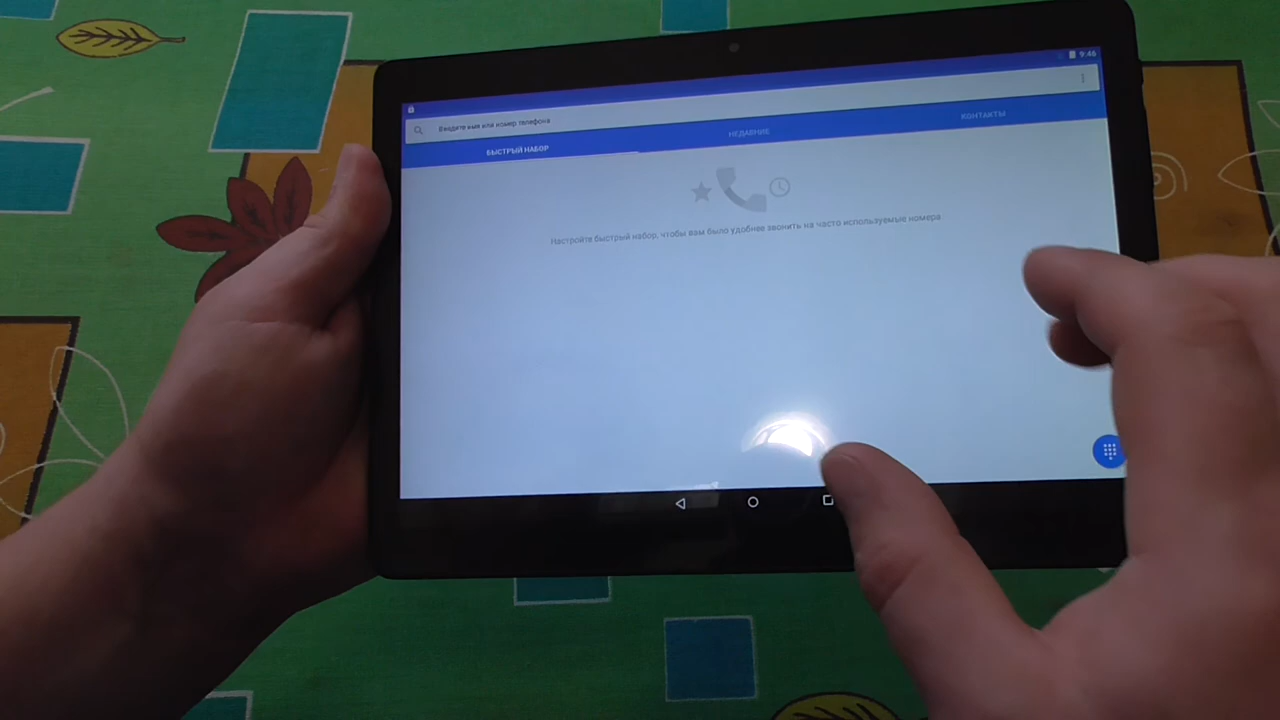 9:46
Введите имя или номер телефона
БЫСТРЫЙ НАБОР НЕДАВНИЕ КОНТАКТЫ
Настройте быстрый набор, чтобы вам было удобнее звонить на часто используемые номера